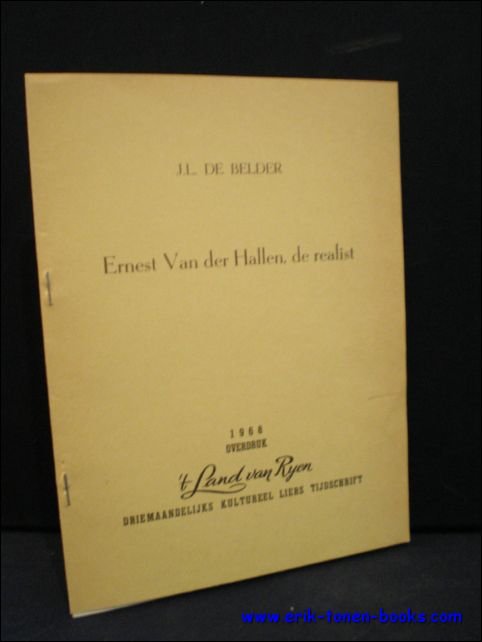 J.L. DE BELDER
Ernest Van der Hallen, de realist
1968
OVERDRUK
't Land van Ryen
DRIEMAANDELIJKS KULTUREEL LIERS TIJDSCHRIFT
www.erik-tonen-books.com